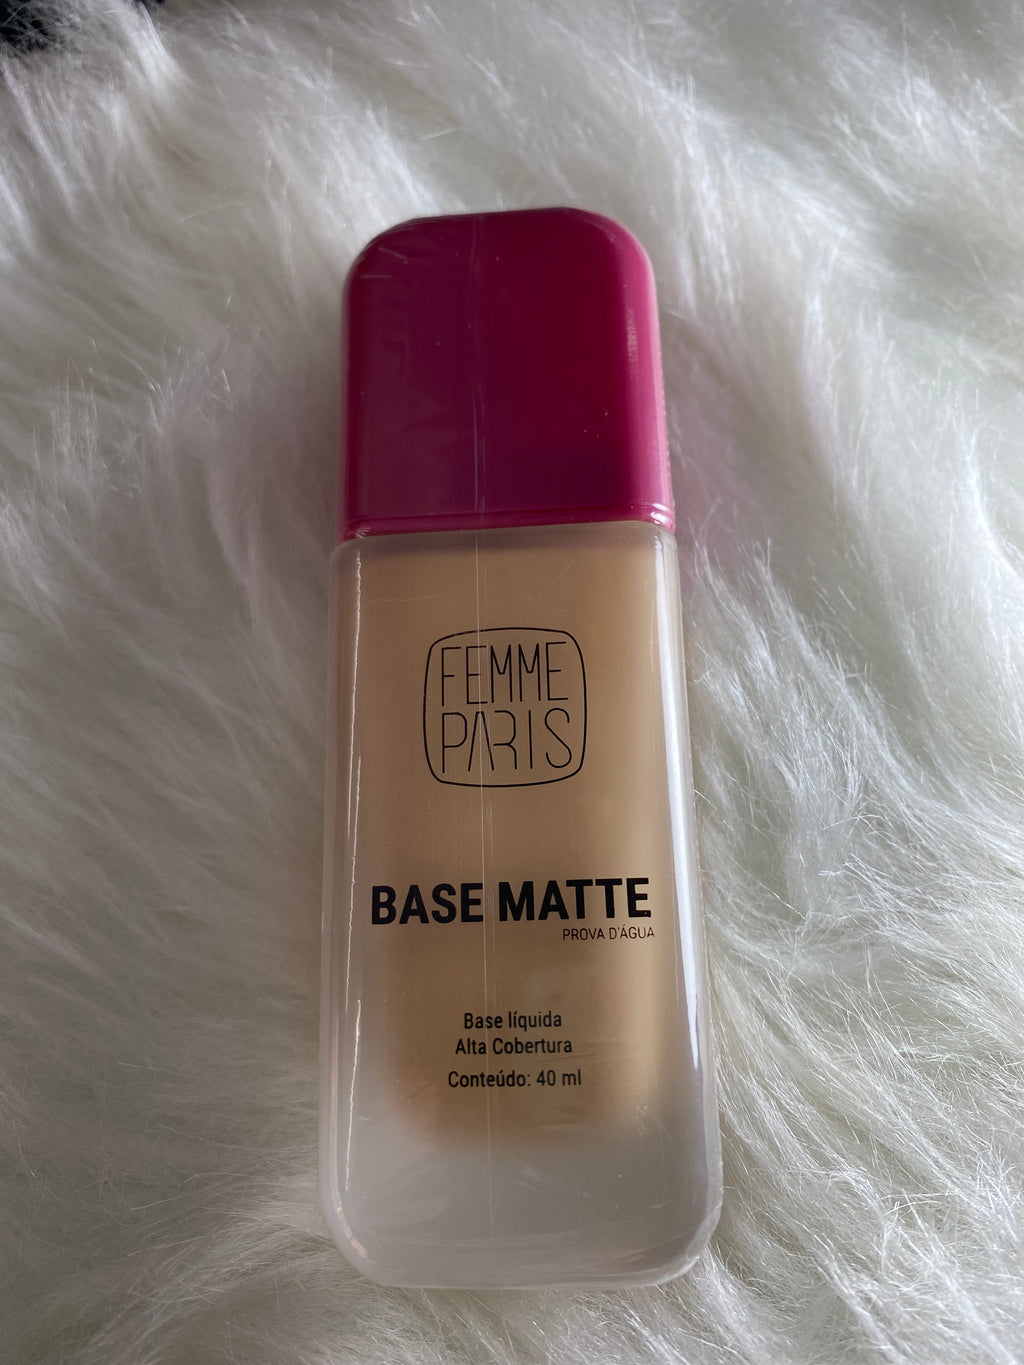 FEMME
PARIS
BASE MATTE
PROVA D'ÁGUA
Base líquida
Alta Cobertura
Conteúdo: 40 ml